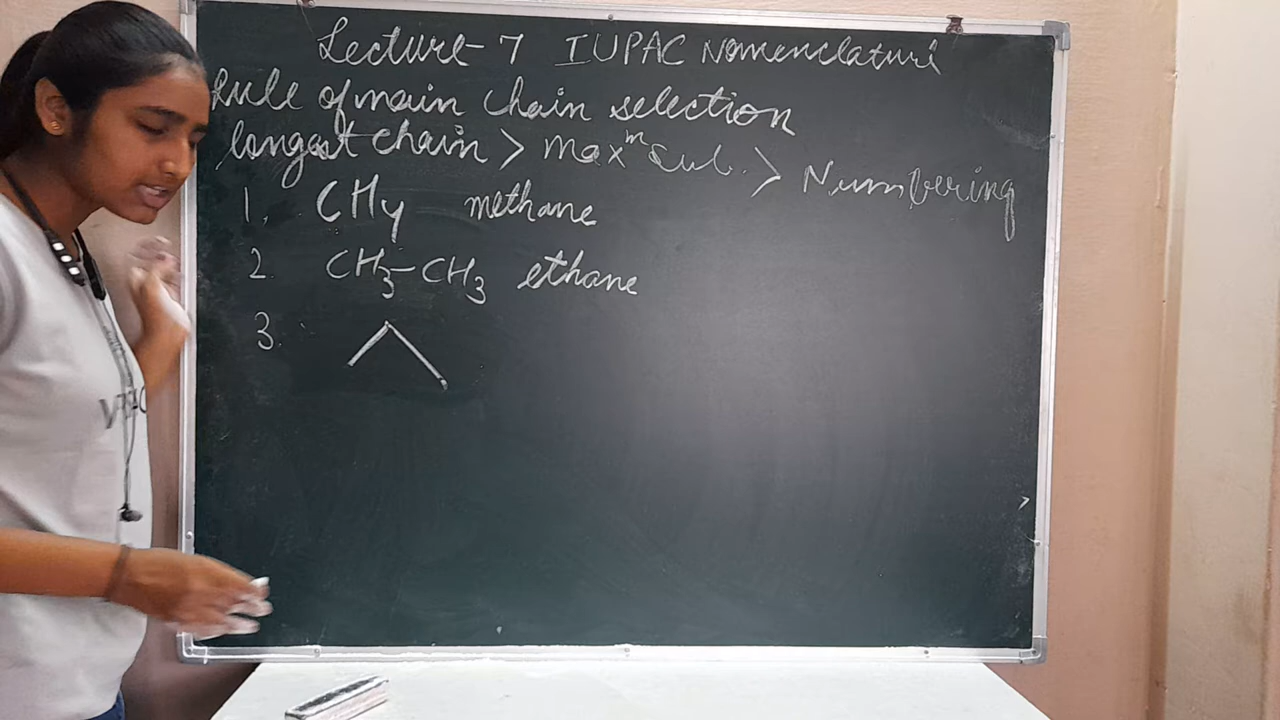 Lecture-7 IUPAC Nomenclature
Rule of main chain selection
longest chain > maxᵐ sub. > Numbering
1. CH4 methane
2. CH3-CH3 ethane
3.